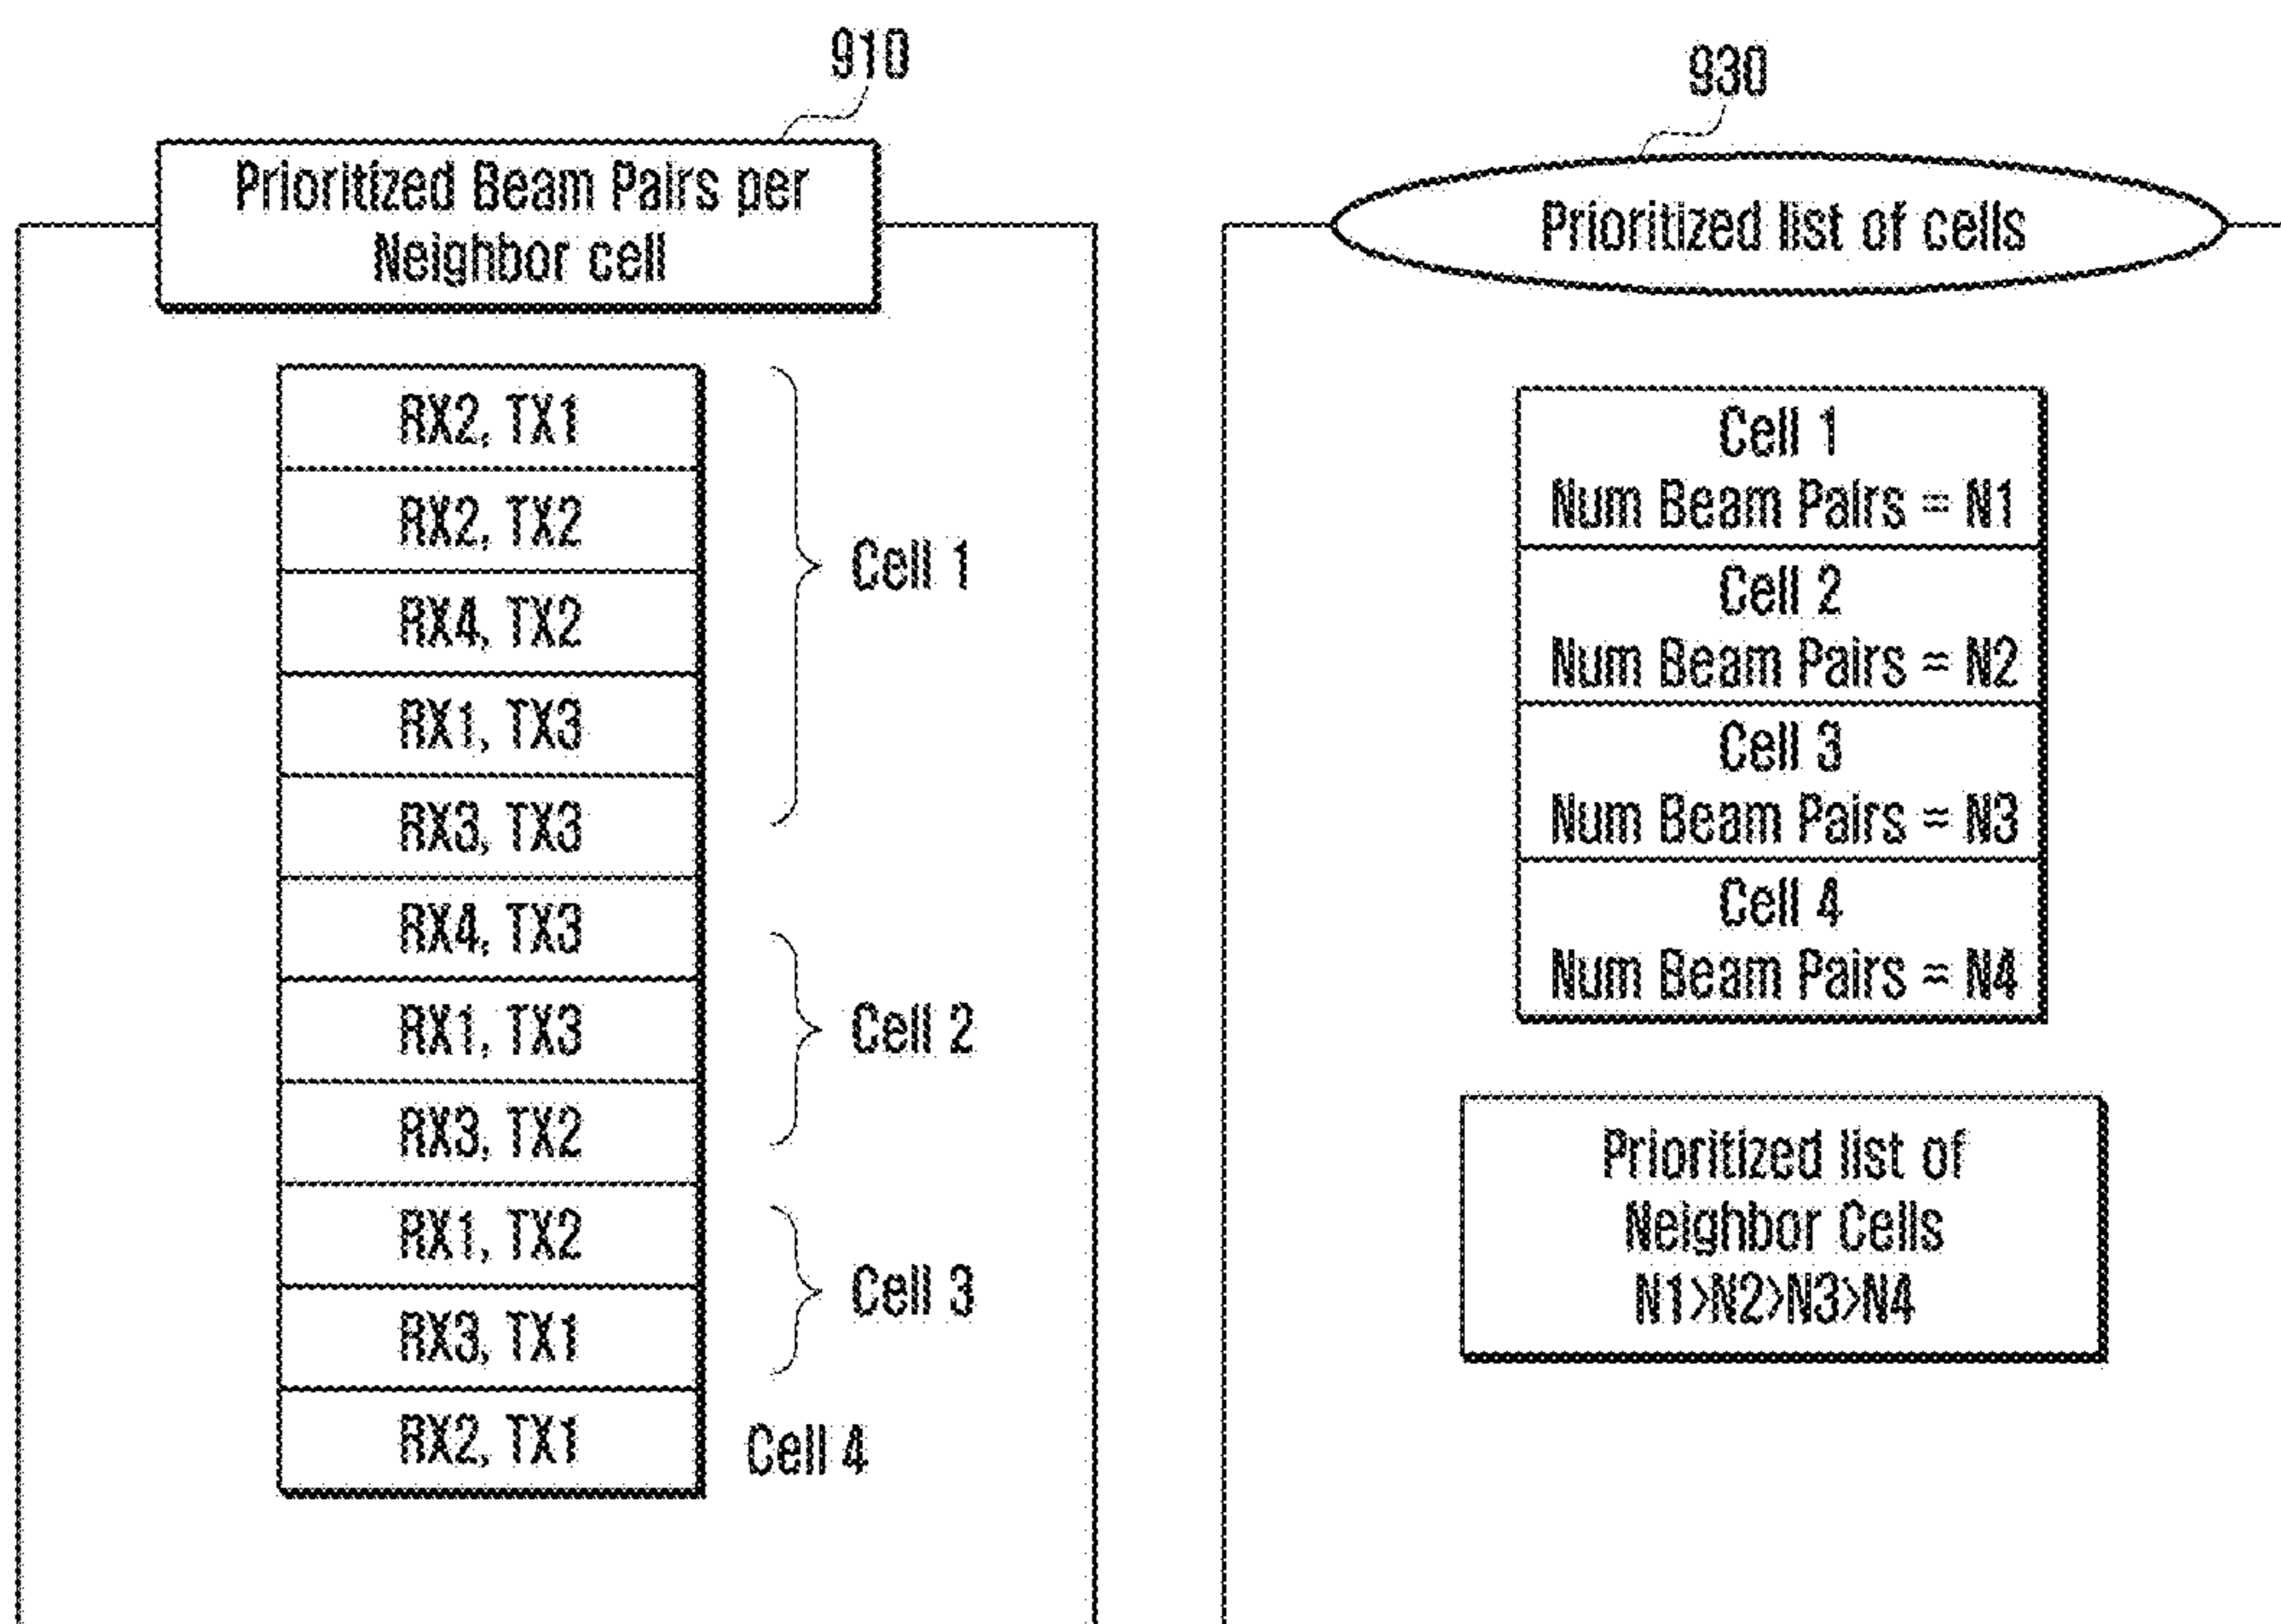 910
Prioritized Beam Pairs per
Neighbor cell
RX2, TX1
RX2, TX2
RX4, TX2
RX1, TX3
RX3, TX3
Cell 1
RX4, TX3
RX1, TX3
RX3, TX2
Cell 2
RX1, TX2
RX3, TX1
Cell 3
RX2, TX1
Cell 4
930
Prioritized list of cells
Cell 1
Num Beam Pairs = N1
Cell 2
Num Beam Pairs = N2
Cell 3
Num Beam Pairs = N3
Cell 4
Num Beam Pairs = N4
Prioritized list of
Neighbor Cells
N1>N2>N3>N4